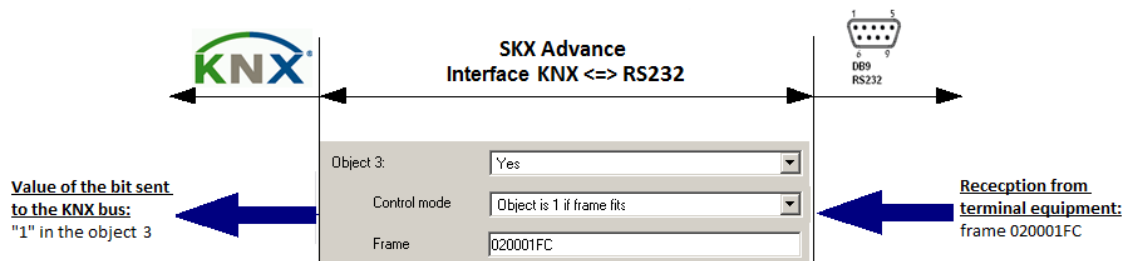 1 5
6 9
DB9
RS232
KNX
SKX Advance
Interface KNX <=> RS232
Object 3: Yes
Control mode Object is 1 if frame fits
Frame 020001FC
Value of the bit sent
to the KNX bus:
"1" in the object 3
Rececption from
terminal equipment:
frame 020001FC